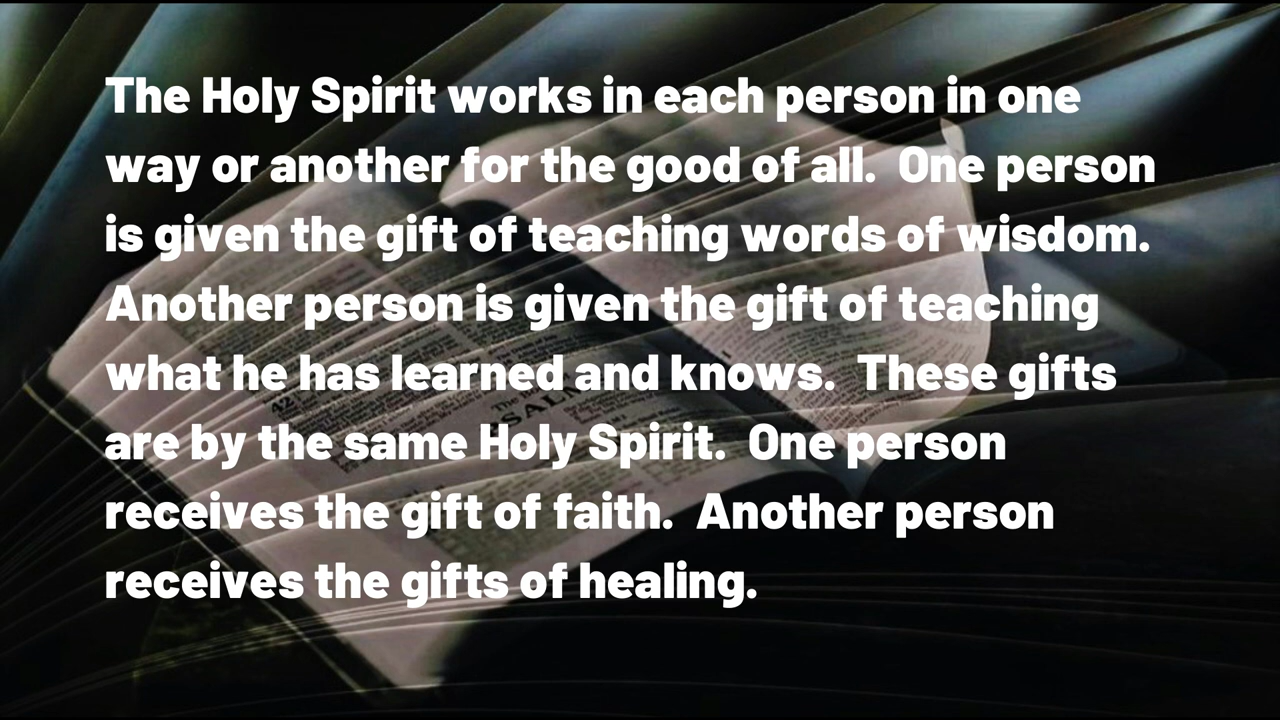 The Holy Spirit works in each person in one
way or another for the good of all.  One person
is given the gift of teaching words of wisdom.
Another person is given the gift of teaching
what he has learned and knows.  These gifts
are by the same Holy Spirit.  One person
receives the gift of faith.  Another person
receives the gifts of healing.
42